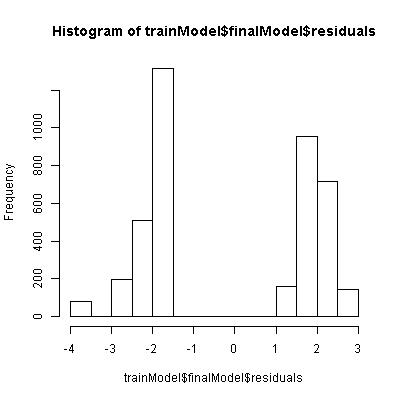 Histogram of trainModel$finalModel$residuals
Frequency
1000
800
600
400
200
0
-4 -3 -2 -1 0 1 2 3
trainModel$finalModel$residuals